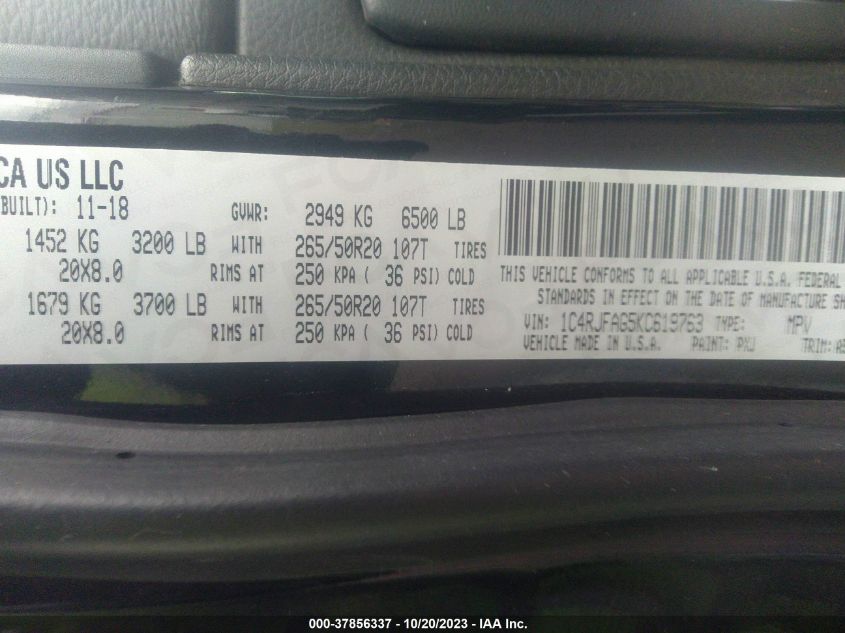 CA US LLC
BUILT): 11-18 GVWR: 2949 KG 6500 LB
1452 KG 3200 LB WITH 265/50R20 107T TIRES
20X8.0 RIMS AT 250 KPA ( 36 PSI) COLD
1679 KG 3700 LB WITH 265/50R20 107T TIRES
20X8.0 RIMS AT 250 KPA ( 36 PSI) COLD
THIS VEHICLE CONFORMS TO ALL APPLICABLE U.S.A. FEDERAL
STANDARDS IN EFFECT ON THE DATE OF MANUFACTURE SH
VIN: 1C4RJFAG5KC619763 TYPE: MPV
VEHICLE MADE IN U.S.A. PAINT: PXJ TRIM:
000-37856337 - 10/20/2023 - IAA Inc.